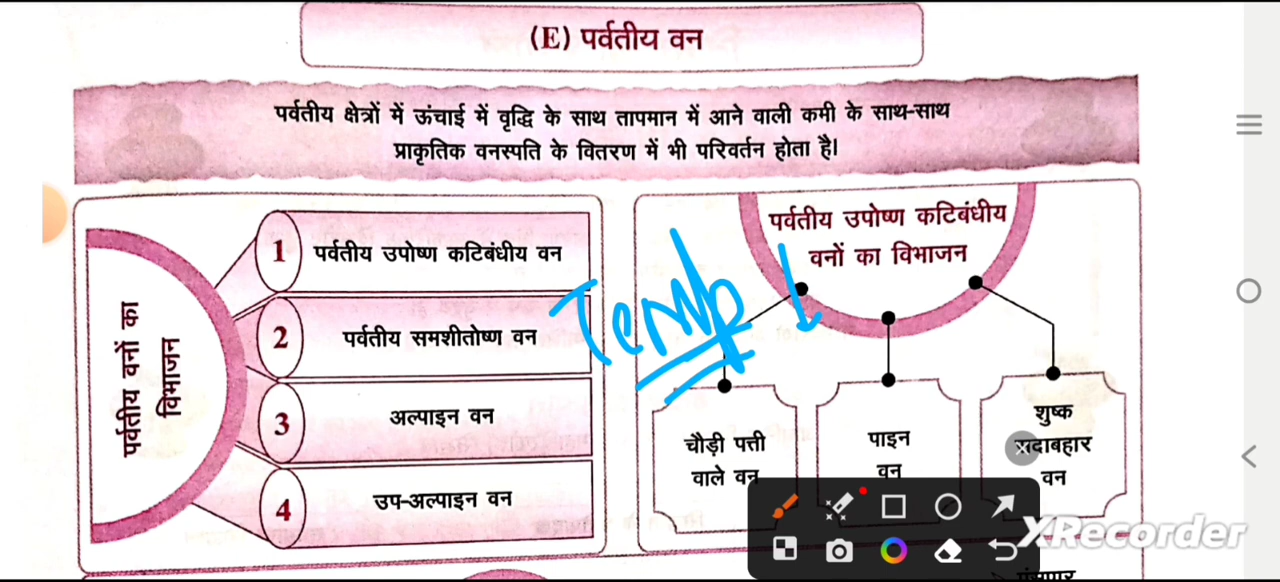 (E) पर्वतीय वन
पर्वतीय क्षेत्रों में ऊंचाई में वृद्धि के साथ तापमान में आने वाली कमी के साथ-साथ
प्राकृतिक वनस्पति के वितरण में भी परिवर्तन होता है।
पर्वतीय वनों का
विभाजन
1 पर्वतीय उपोष्ण कटिबंधीय वन
2 पर्वतीय समशीतोष्ण वन
3 अल्पाइन वन
4 उप-अल्पाइन वन
Temp
पर्वतीय उपोष्ण कटिबंधीय
वनों का विभाजन
चौड़ी पत्ती
वाले वन
पाइन
वन
शुष्क
सदाबहार
वन
XRecorder